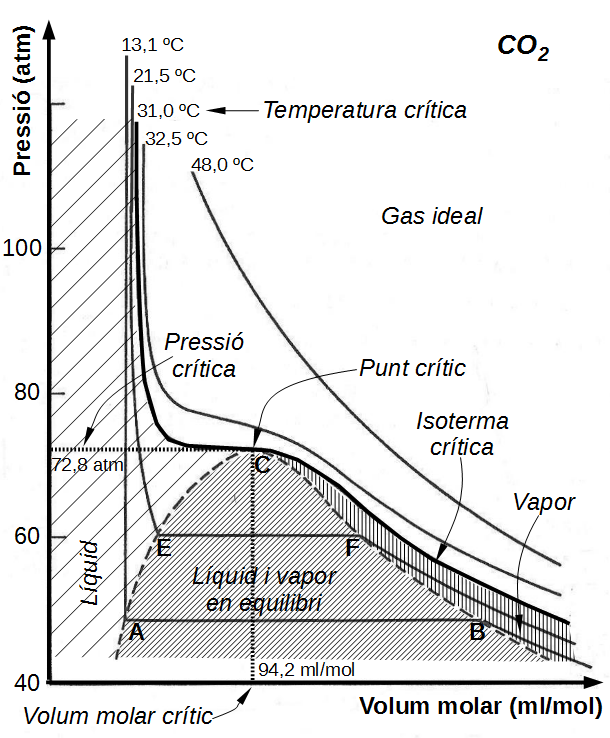 Pressió (atm)
CO2
13,1 ºC
21,5 ºC
31,0 ºC
Temperatura crítica
32,5 ºC
48,0 ºC
Gas ideal
100
Pressió
crítica
Punt crític
80
Isoterma
crítica
72,8 atm
C
Vapor
60
E
F
Líquid
Líquid i vapor
en equilibri
A
B
94,2 ml/mol
40
Volum molar (ml/mol)
Volum molar crític